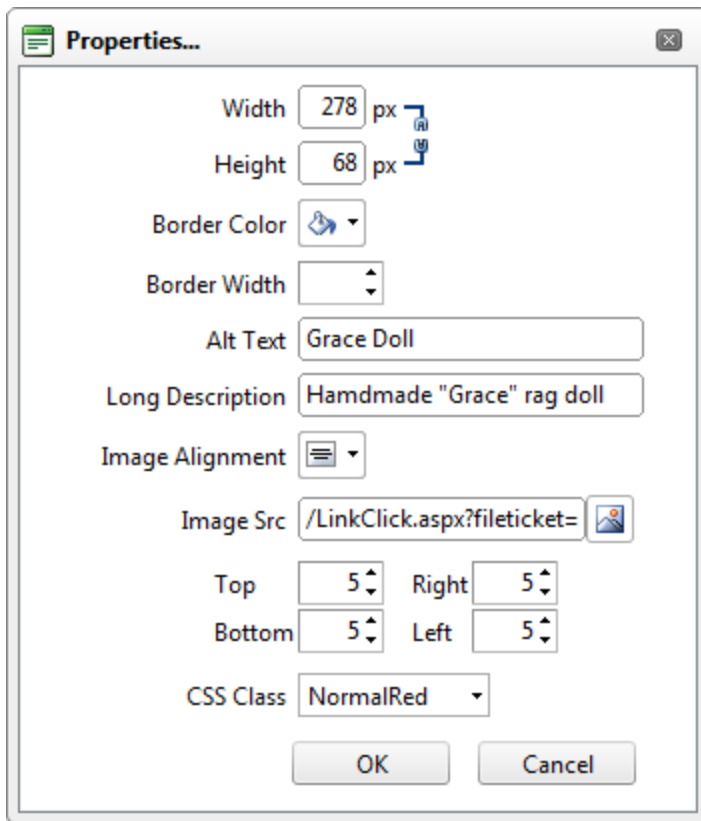 Properties...
Width 278 px
Height 68 px
Border Color
Border Width
Alt Text Grace Doll
Long Description Hamdmade "Grace" rag doll
Image Alignment
Image Src /LinkClick.aspx?fileticket=
Top 5 Right 5
Bottom 5 Left 5
CSS Class NormalRed
OK Cancel